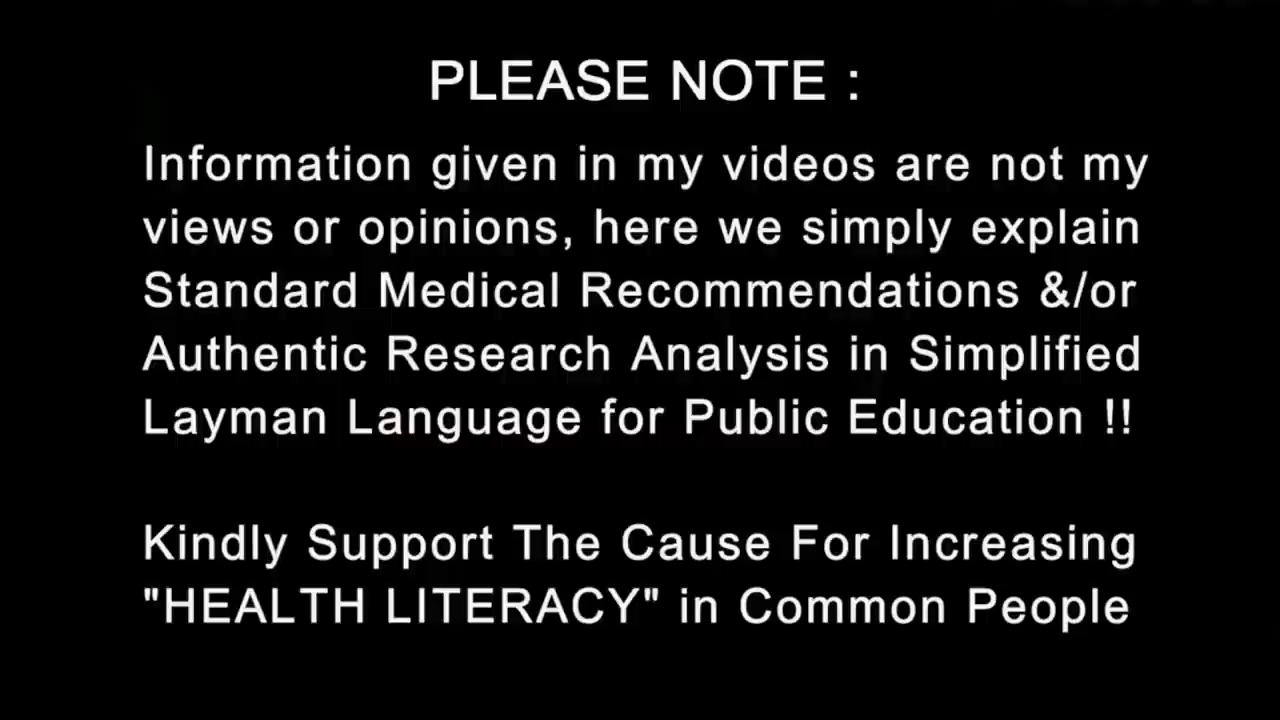 PLEASE NOTE :
Information given in my videos are not my
views or opinions, here we simply explain
Standard Medical Recommendations &/or
Authentic Research Analysis in Simplified
Layman Language for Public Education !!
Kindly Support The Cause For Increasing
"HEALTH LITERACY" in Common People